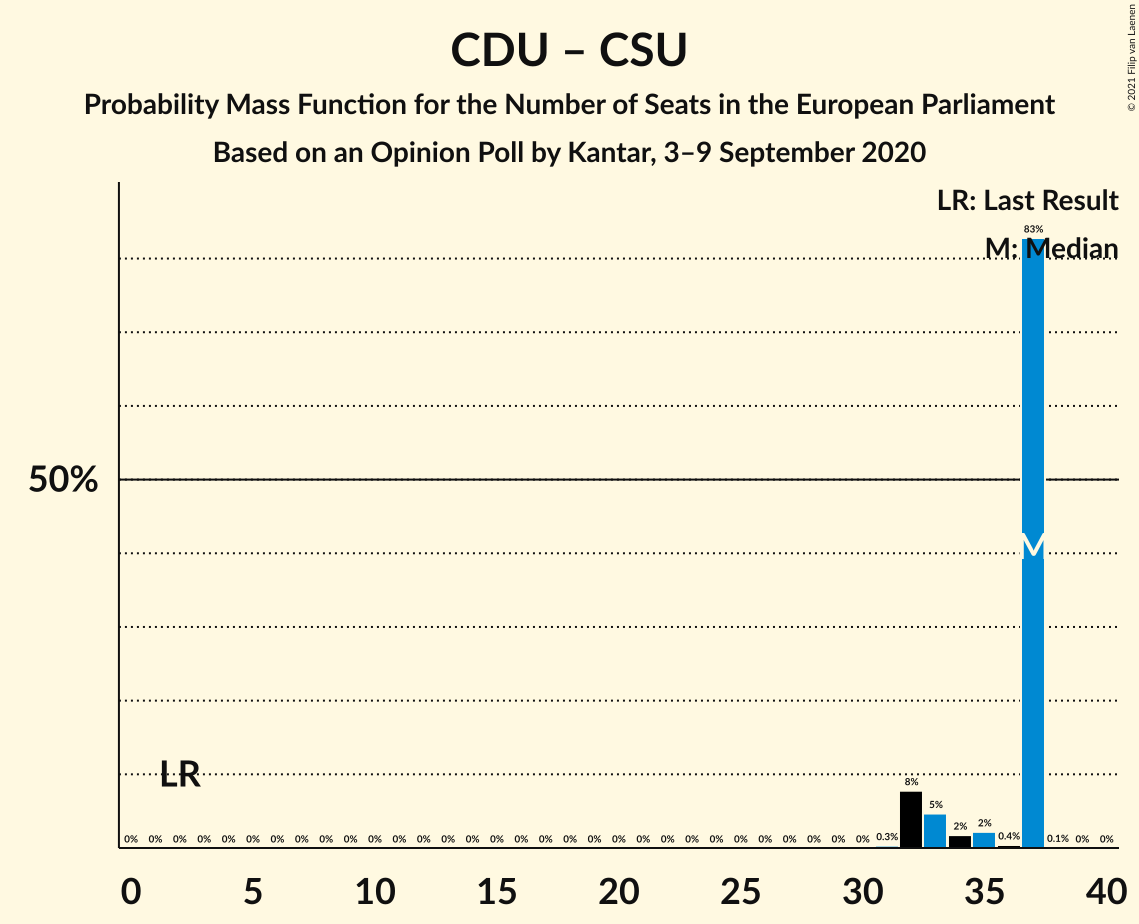 CDU – CSU
Probability Mass Function for the Number of Seats in the European Parliament
Based on an Opinion Poll by Kantar, 3–9 September 2020
© 2021 Filip van Laenen
LR: Last Result
M: Median
83%
50%
M
LR
0% 0% 0% 0% 0% 0% 0% 0% 0% 0% 0% 0% 0% 0% 0% 0% 0% 0% 0% 0% 0% 0% 0% 0% 0% 0% 0% 0% 0% 0% 0% 0.3% 8% 5% 2% 2% 0.4% 0.1% 0% 0%
0 5 10 15 20 25 30 35 40